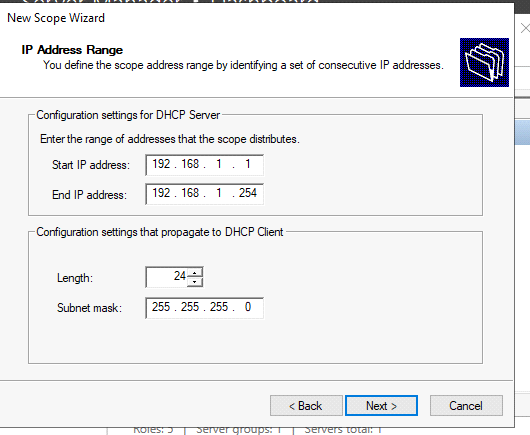 New Scope Wizard
IP Address Range
You define the scope address range by identifying a set of consecutive IP addresses.
Configuration settings for DHCP Server
Enter the range of addresses that the scope distributes.
Start IP address: 192 . 168 . 1 . 1
End IP address: 192 . 168 . 1 . 254
Configuration settings that propagate to DHCP Client
Length: 24
Subnet mask: 255 . 255 . 255 . 0
< Back Next > Cancel
Roles: 5 | Server groups: 1 | Servers total: 1